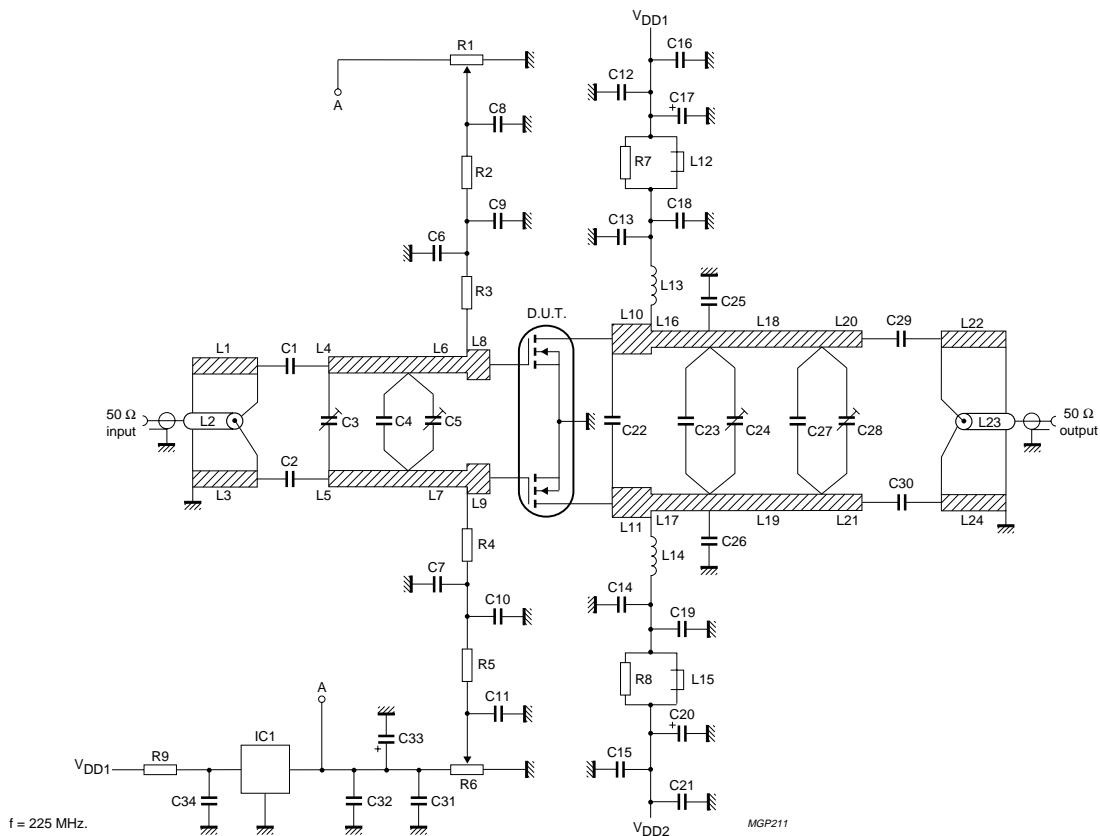 VDD1
C16
R1
C12
A
C17
C8
R7
L12
R2
C9
C13
C18
C6
L13
R3
C25
D.U.T.
L10
L16
L18
L20
C29
L22
L1
C1
L4
L6
L8
50 Ω
input
L2
C3
C4
C5
C22
C23
C24
C27
C28
L23
50 Ω
output
C2
C30
L3
L5
L7
L9
L11
L17
L19
L21
L24
R4
L14
C26
C7
C14
C10
C19
R5
R8
L15
A
C11
C20
IC1
C33
C15
VDD1
R9
R6
C34
C32
C31
C21
f = 225 MHz.
VDD2
MGP211